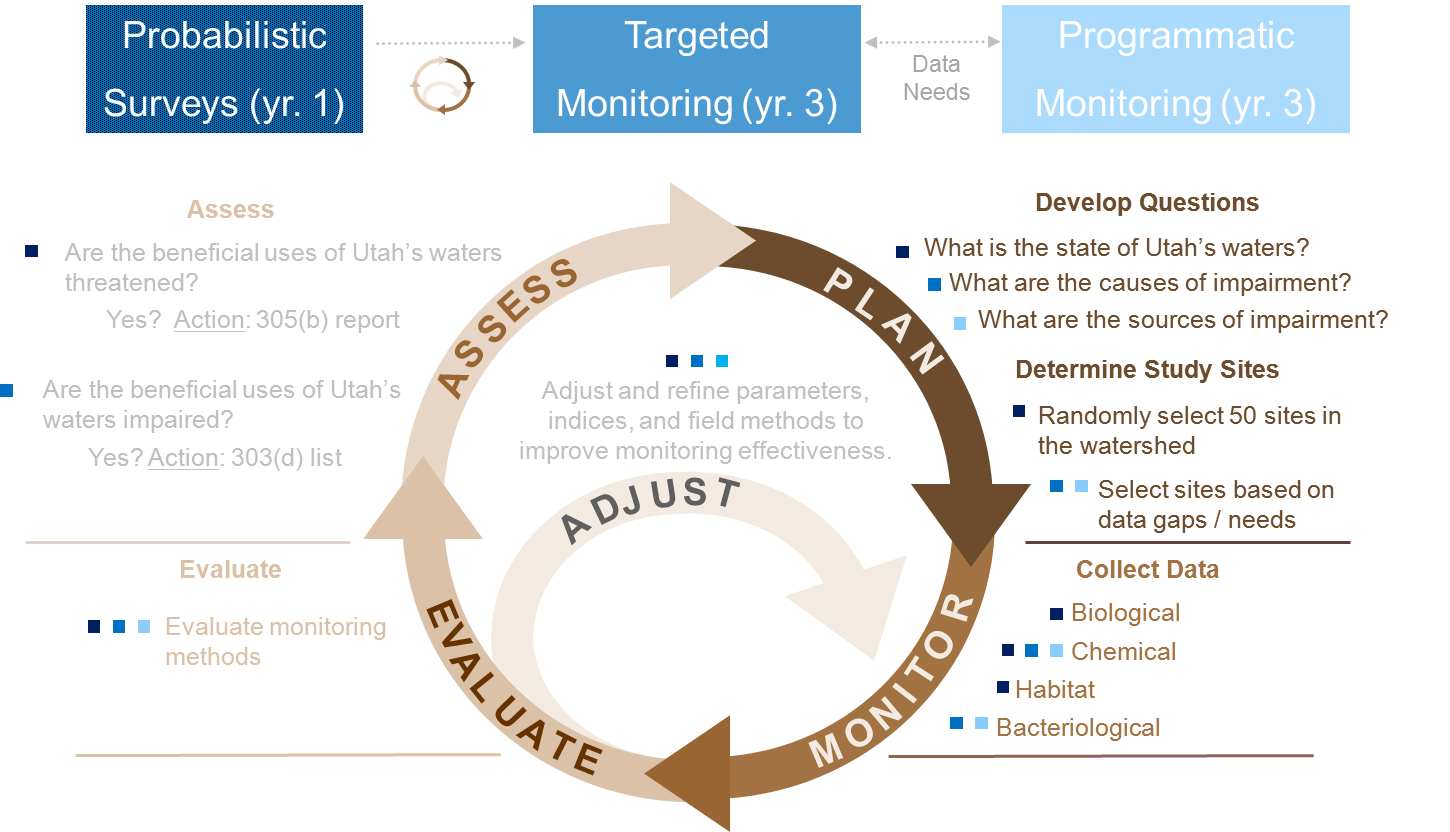 Probabilistic
Surveys (yr. 1)
Targeted
Monitoring (yr. 3)
Data
Needs
Programmatic
Monitoring (yr. 3)
Assess
Are the beneficial uses of Utah’s waters
threatened?
Yes? Action: 305(b) report
Are the beneficial uses of Utah’s
waters impaired?
Yes? Action: 303(d) list
Evaluate
Evaluate monitoring
methods
ASSESS
PLAN
MONITOR
EVALUATE
Adjust and refine parameters,
indices, and field methods to
improve monitoring effectiveness.
ADJUST
Develop Questions
What is the state of Utah’s waters?
What are the causes of impairment?
What are the sources of impairment?
Determine Study Sites
Randomly select 50 sites in
the watershed
Select sites based on
data gaps / needs
Collect Data
Biological
Chemical
Habitat
Bacteriological